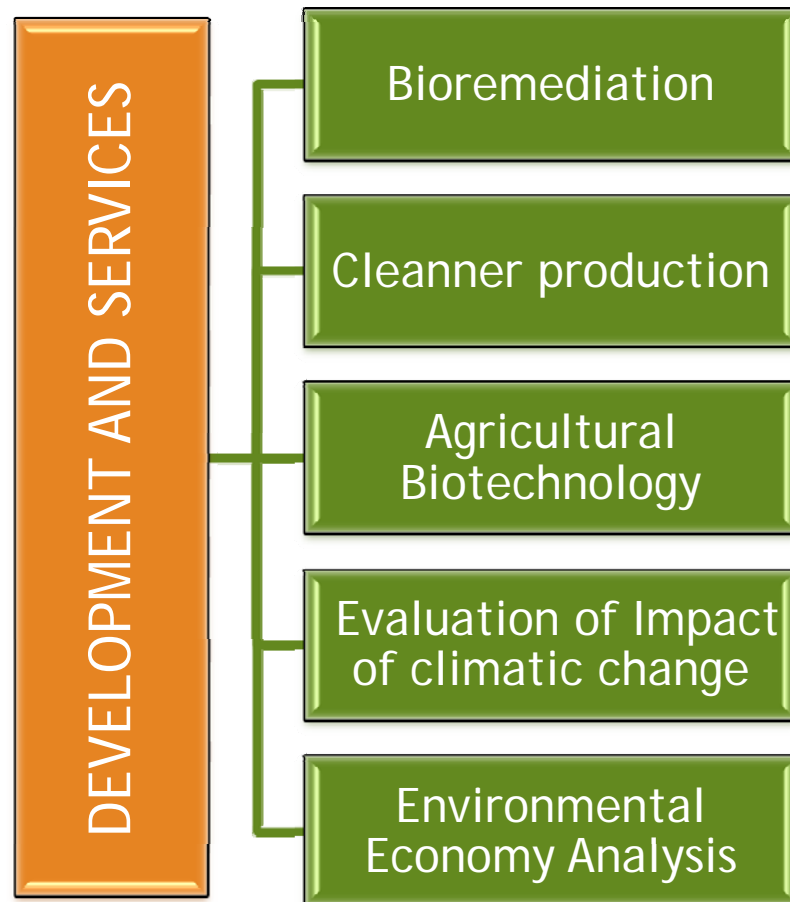 DEVELOPMENT AND SERVICES
Bioremediation
Cleanner production
Agricultural
Biotechnology
Evaluation of Impact
of climatic change
Environmental
Economy Analysis